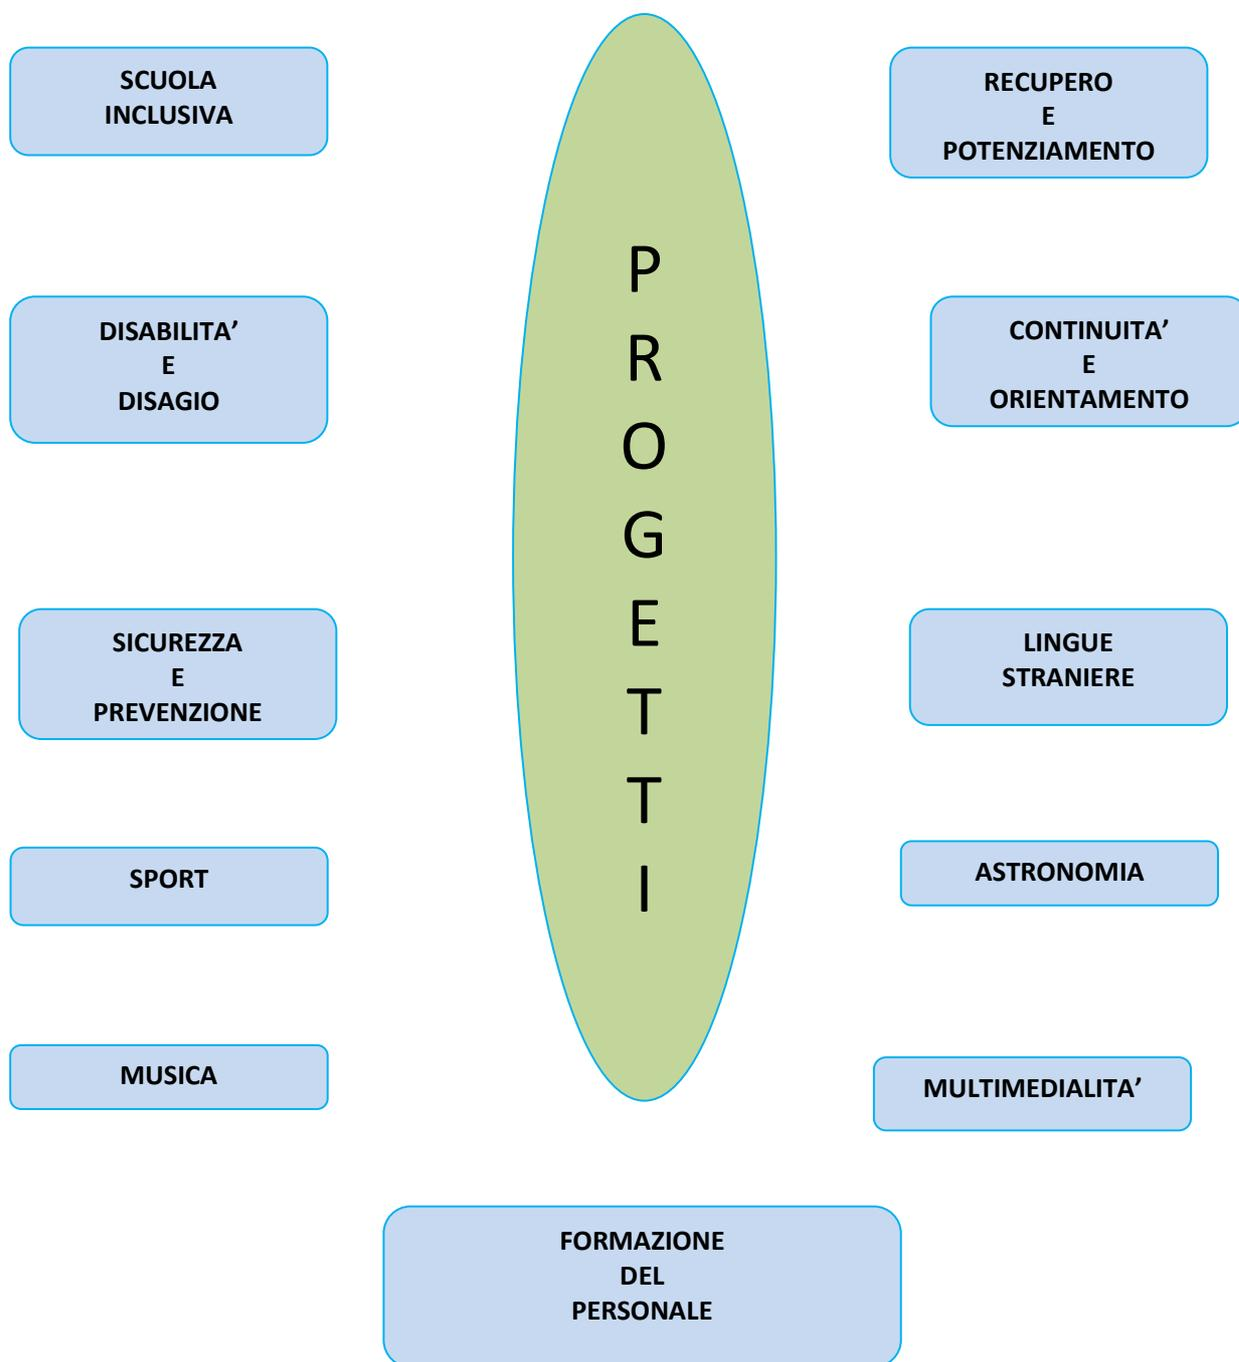 SCUOLA
INCLUSIVA
RECUPERO
E
POTENZIAMENTO
DISABILITA’
E
DISAGIO
CONTINUITA’
E
ORIENTAMENTO
P
R
O
G
E
T
T
I
SICUREZZA
E
PREVENZIONE
LINGUE
STRANIERE
SPORT
ASTRONOMIA
MUSICA
MULTIMEDIALITA’
FORMAZIONE
DEL
PERSONALE